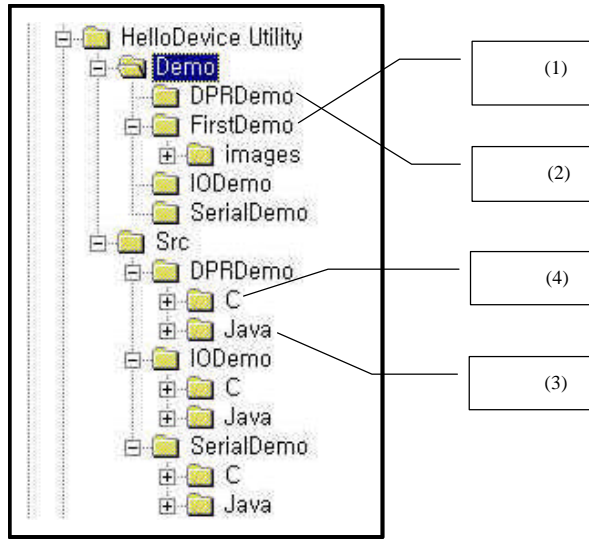 HelloDevice Utility
Demo
DPRDemo
FirstDemo
images
IODemo
SerialDemo
Src
DPRDemo
C
Java
IODemo
C
Java
SerialDemo
C
Java
(1)
(2)
(4)
(3)